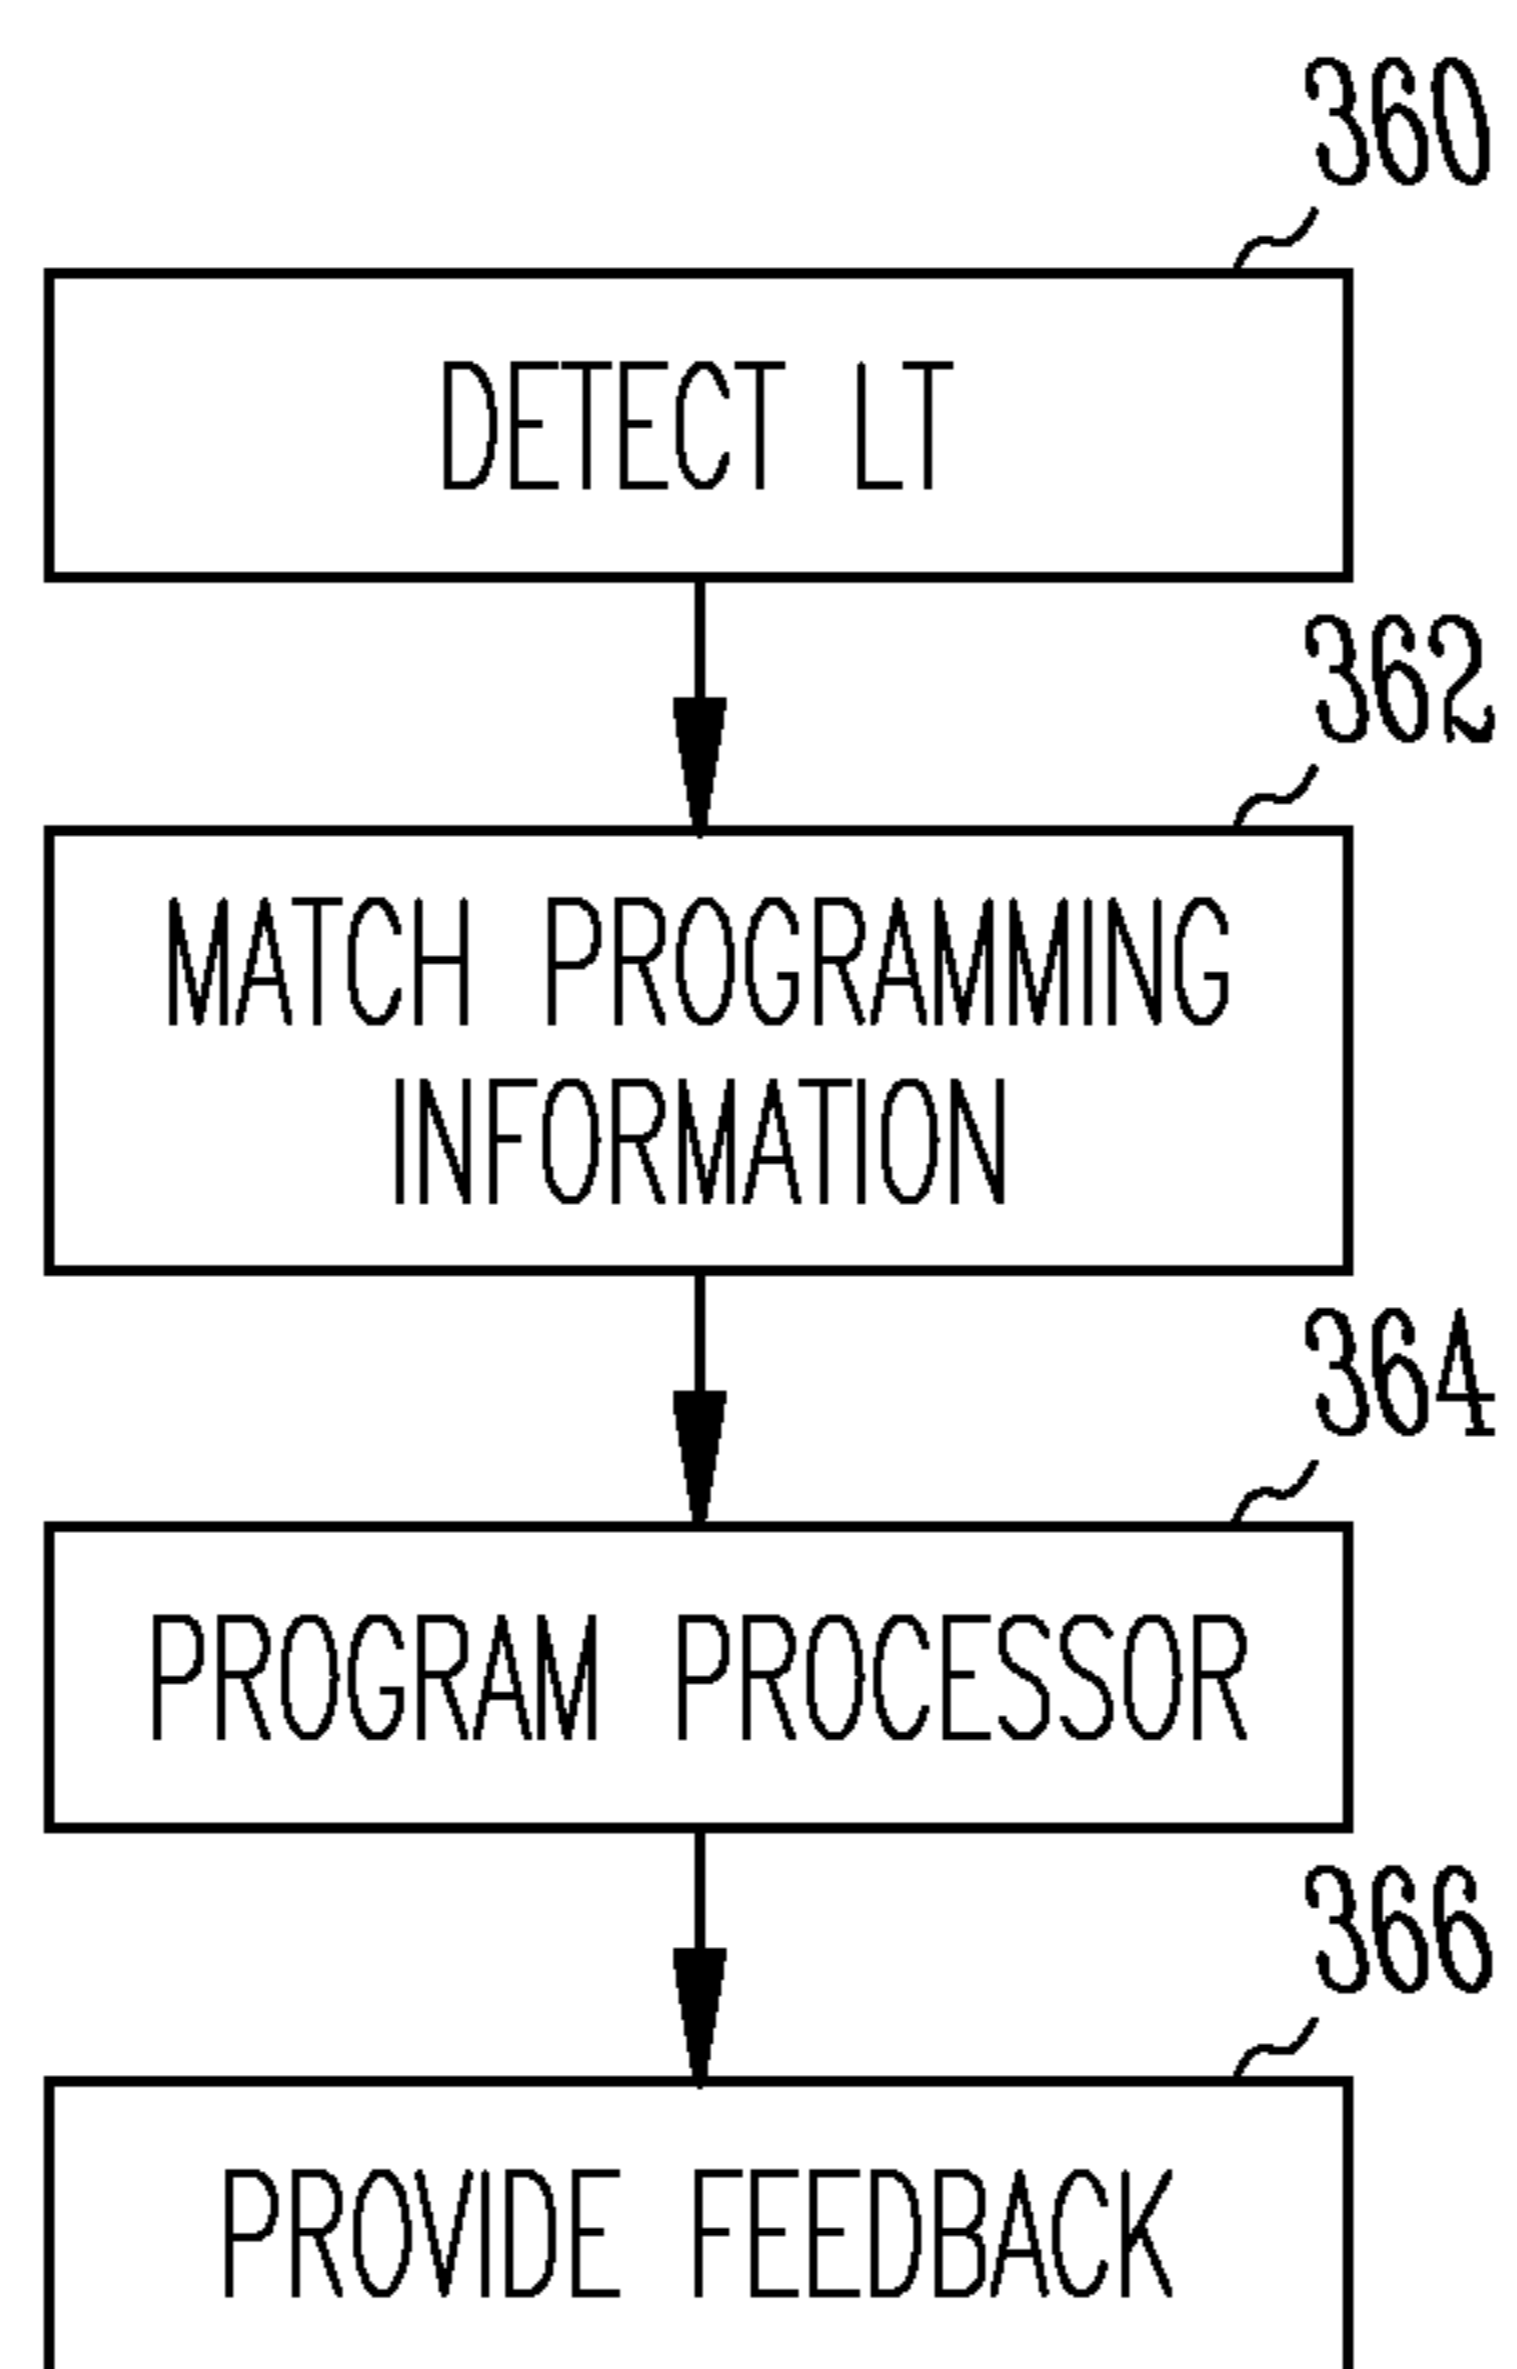 360
DETECT LT
362
MATCH PROGRAMMING
INFORMATION
364
PROGRAM PROCESSOR
366
PROVIDE FEEDBACK